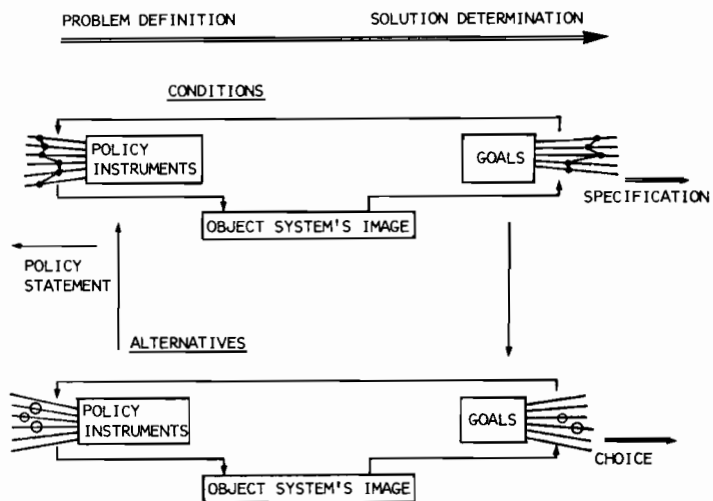 PROBLEM DEFINITION
SOLUTION DETERMINATION
CONDITIONS
POLICY
INSTRUMENTS
GOALS
SPECIFICATION
OBJECT SYSTEM'S IMAGE
POLICY
STATEMENT
ALTERNATIVES
POLICY
INSTRUMENTS
GOALS
CHOICE
OBJECT SYSTEM'S IMAGE